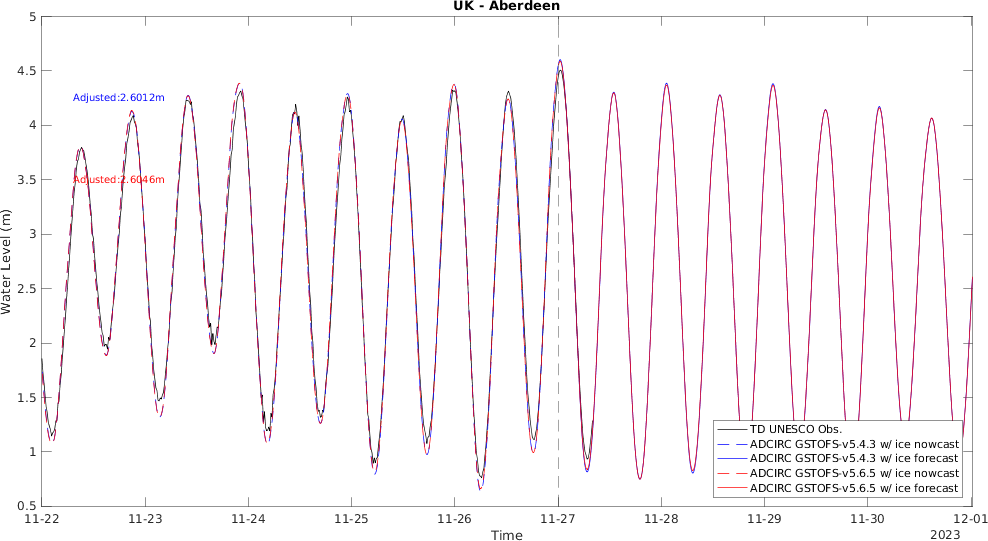 UK - Aberdeen
5
4.5
4
3.5
3
2.5
2
1.5
1
0.5
Water Level (m)
Adjusted:2.6012m
Adjusted:2.6046m
TD UNESCO Obs.
ADCIRC GSTOFS-v5.4.3 w/ ice nowcast
ADCIRC GSTOFS-v5.4.3 w/ ice forecast
ADCIRC GSTOFS-v5.6.5 w/ ice nowcast
ADCIRC GSTOFS-v5.6.5 w/ ice forecast
11-22 11-23 11-24 11-25 11-26 11-27 11-28 11-29 11-30 12-01
Time
2023